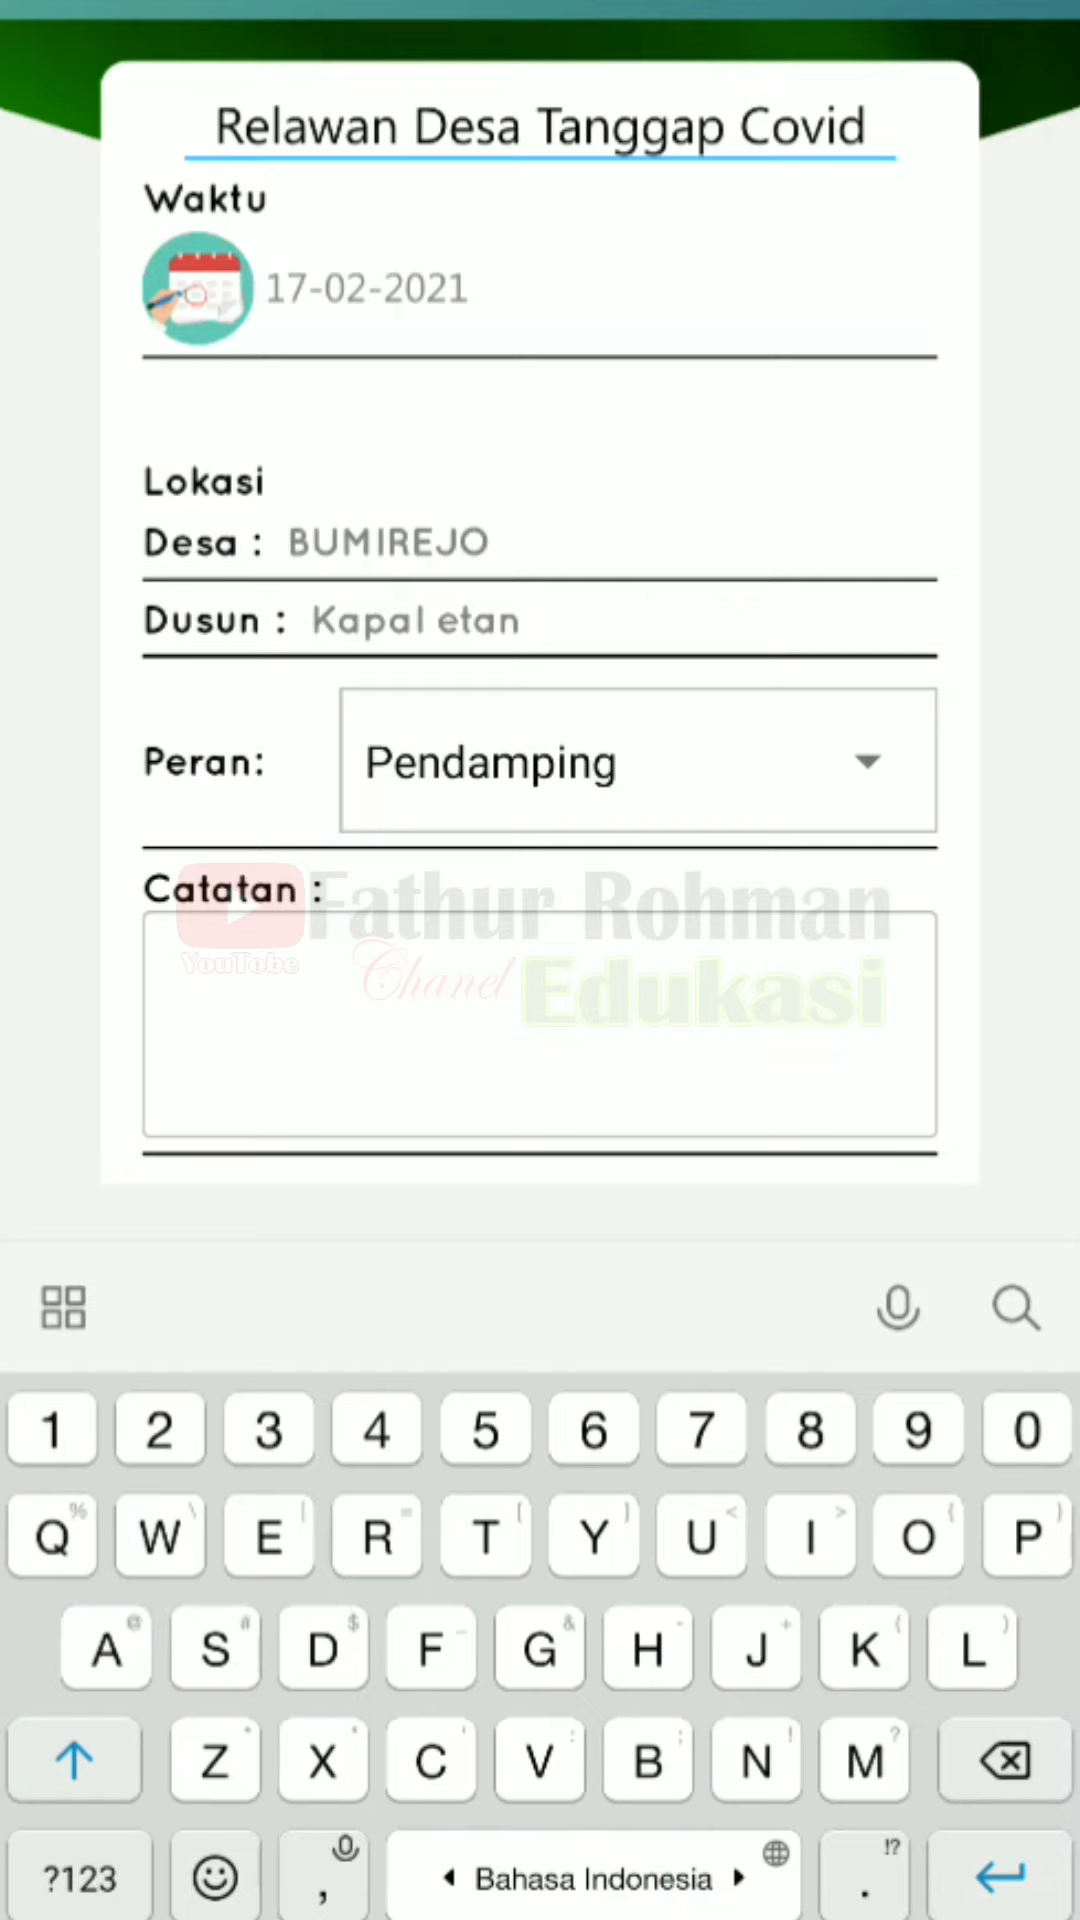 Relawan Desa Tanggap Covid
Waktu
17-02-2021
Lokasi
Desa : BUMIREJO
Dusun : Kapal etan
Peran: Pendamping
Catatan :
Fathur Rohman
YouTobe Chanel Edukasi
1 2 3 4 5 6 7 8 9 0
Q W E R T Y U I O P
A S D F G H J K L
Z X C V B N M
?123 , Bahasa Indonesia . !?